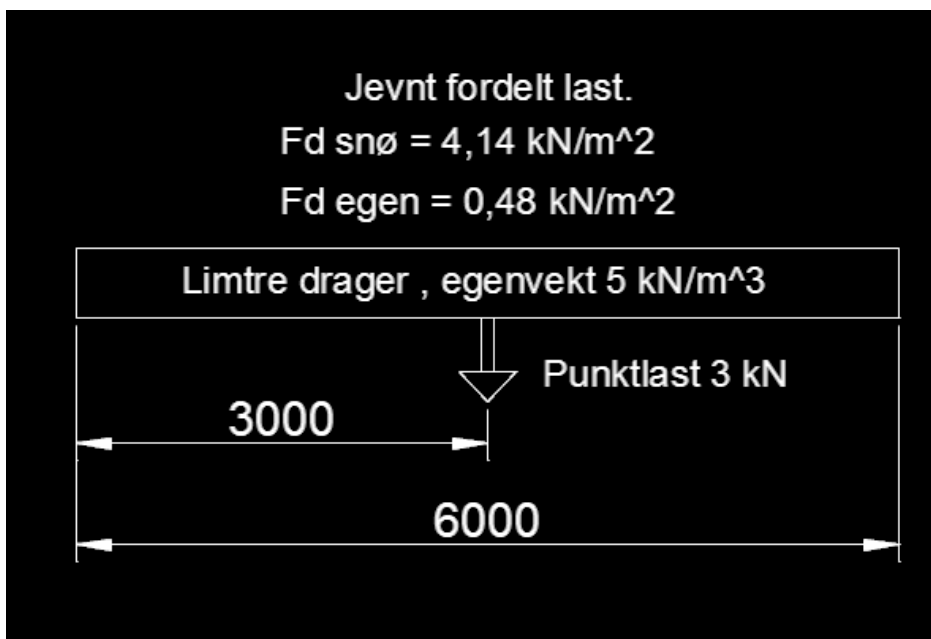 Jevnt fordelt last.
Fd snø = 4,14 kN/m^2
Fd egen = 0,48 kN/m^2
Limtre drager , egenvekt 5 kN/m^3
Punktlast 3 kN
3000
6000